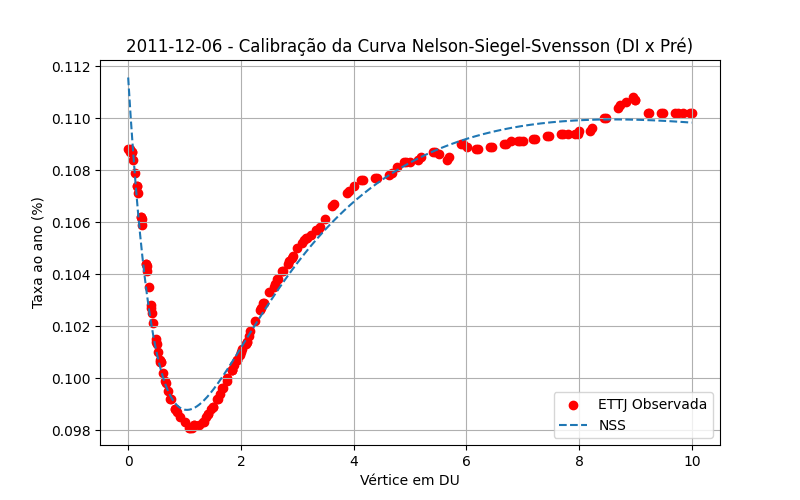 2011-12-06 - Calibração da Curva Nelson-Siegel-Svensson (DI x Pré)
0.112
0.110
0.108
0.106
0.104
0.102
0.100
0.098
Taxa ao ano (%)
ETTJ Observada
NSS
0 2 4 6 8 10
Vértice em DU